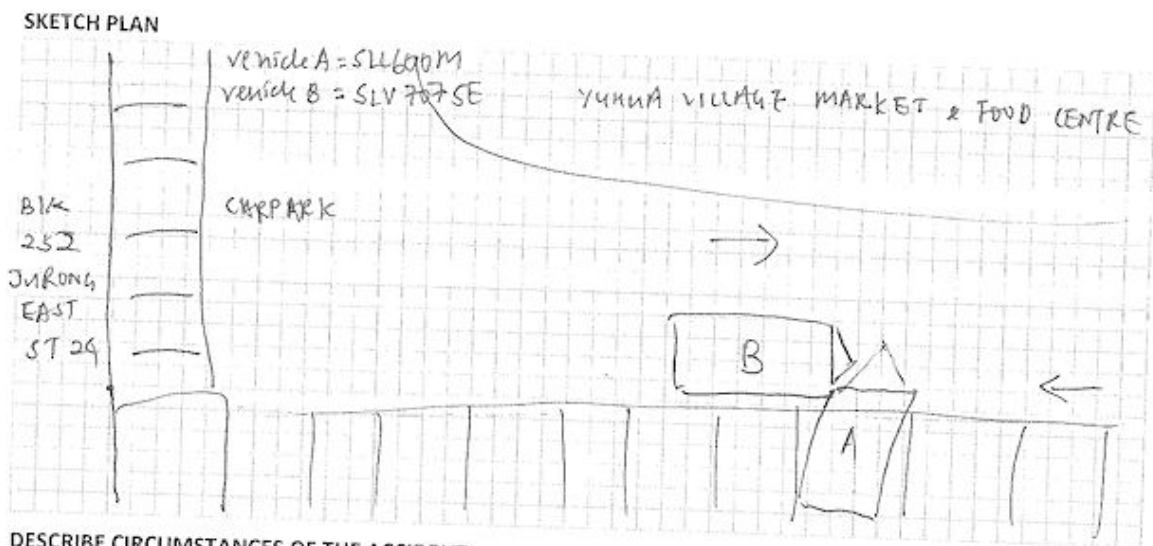 SKETCH PLAN
vehicle A = SLL690M
vehicle B = SLV7075E
YUHUA VILLAGE MARKET & FOOD CENTRE
Blk
252
JURONG
EAST
ST 24
CARPARK
B
A
DESCRIBE CIRCUMSTANCES OF THE ACCIDENT